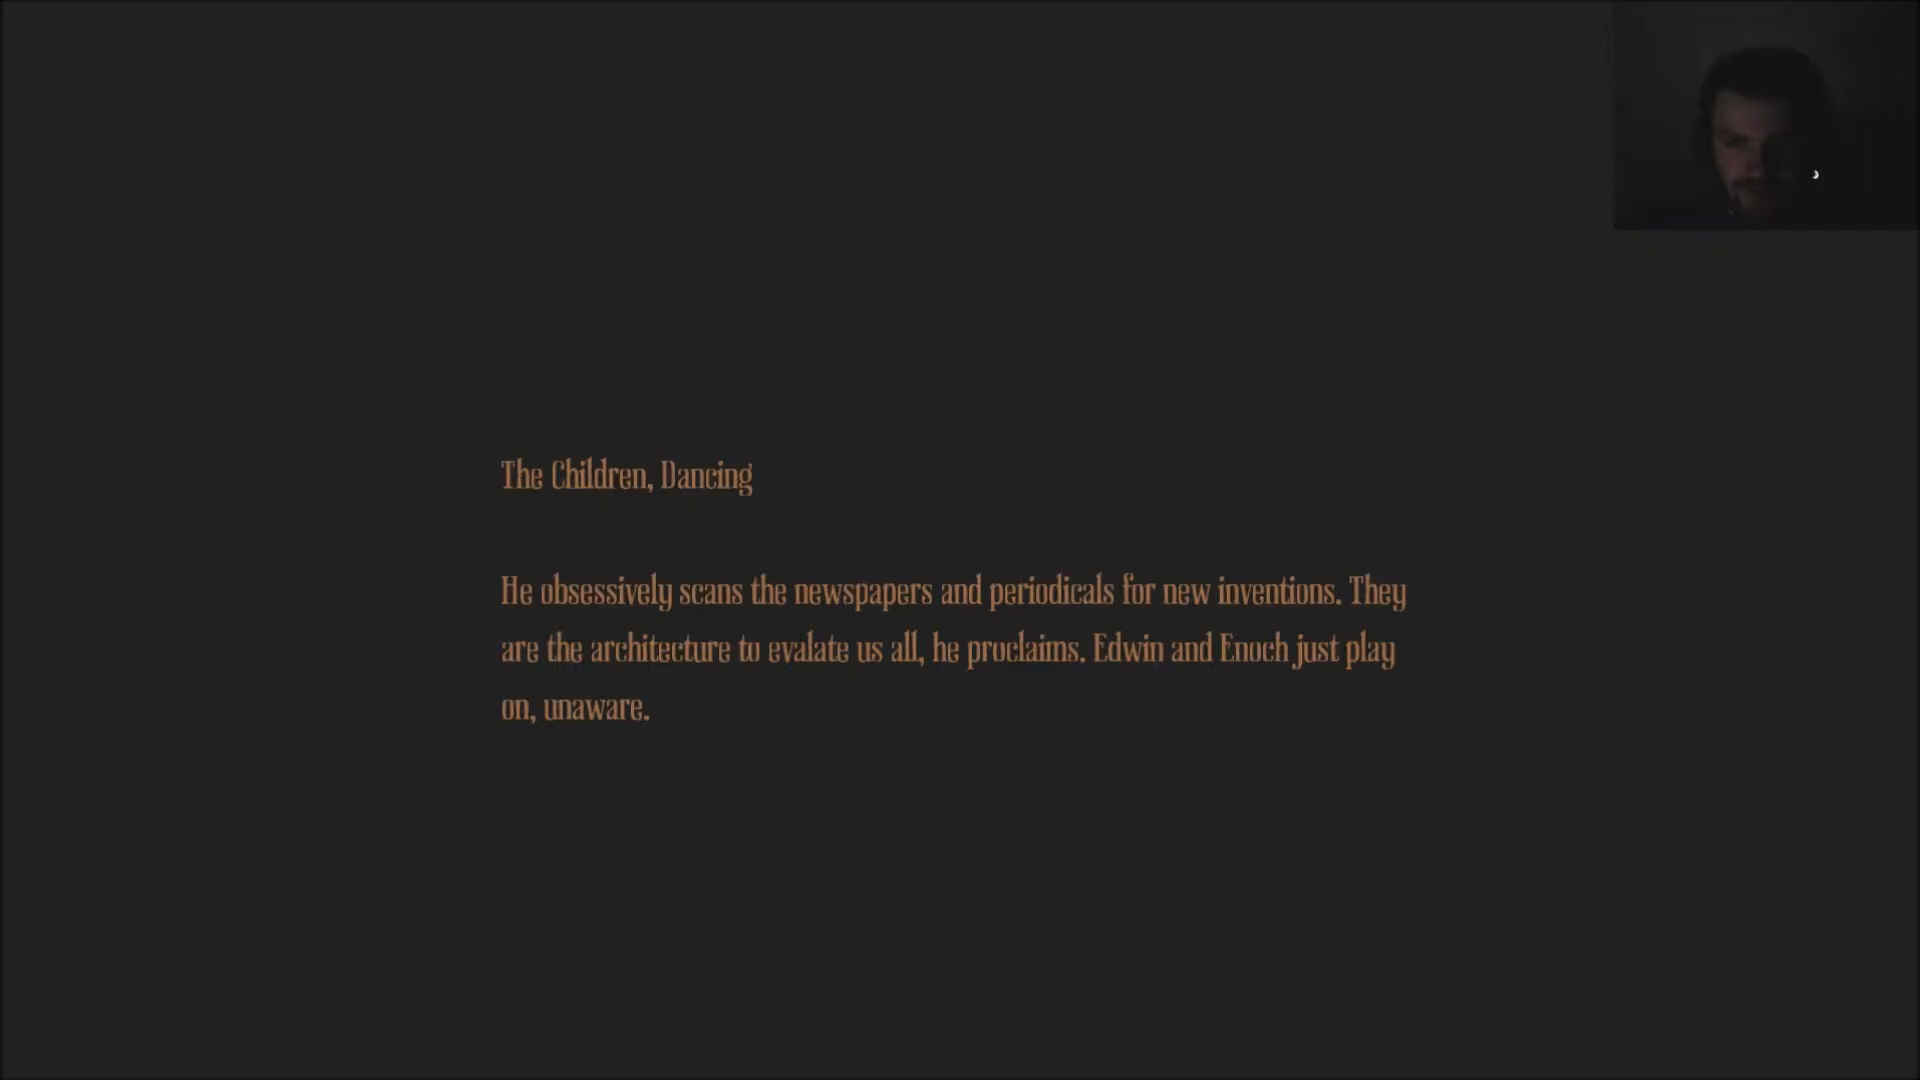 The Children, Dancing
He obsessively scans the newspapers and periodicals for new inventions. They
are the architecture to evalate us all, he proclaims. Edwin and Enoch just play
on, unaware.